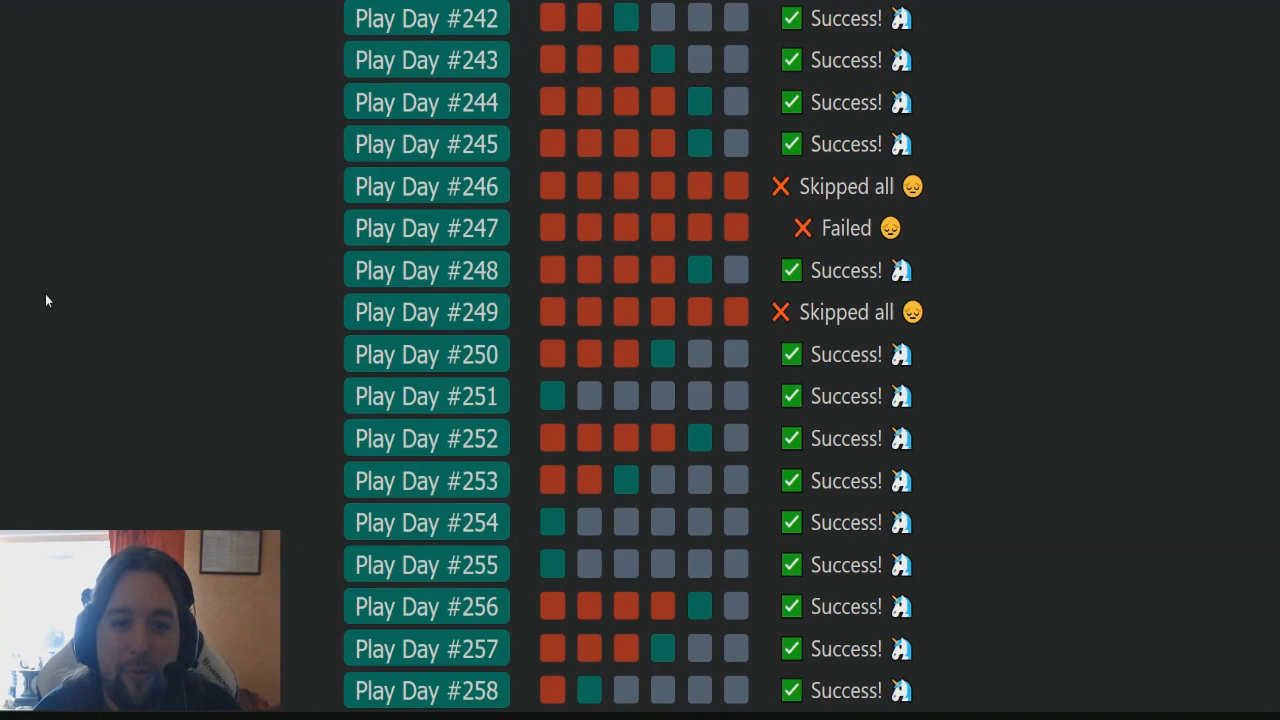 Play Day #242 Success!
Play Day #243 Success!
Play Day #244 Success!
Play Day #245 Success!
Play Day #246 Skipped all
Play Day #247 Failed
Play Day #248 Success!
Play Day #249 Skipped all
Play Day #250 Success!
Play Day #251 Success!
Play Day #252 Success!
Play Day #253 Success!
Play Day #254 Success!
Play Day #255 Success!
Play Day #256 Success!
Play Day #257 Success!
Play Day #258 Success!